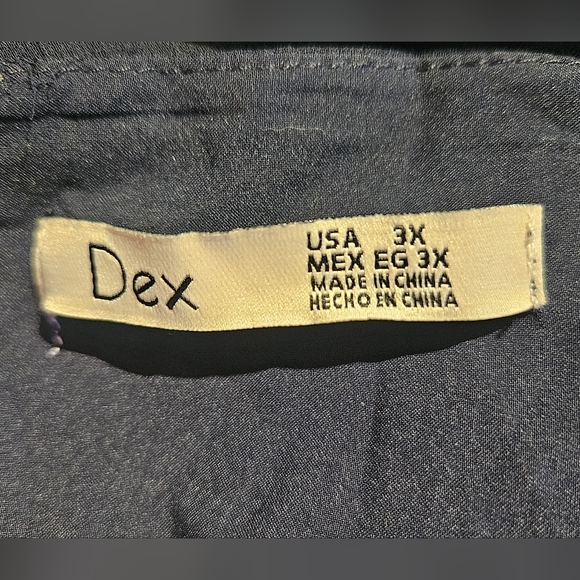 Dex
USA 3X
MEX EG 3X
MADE IN CHINA
HECHO EN CHINA